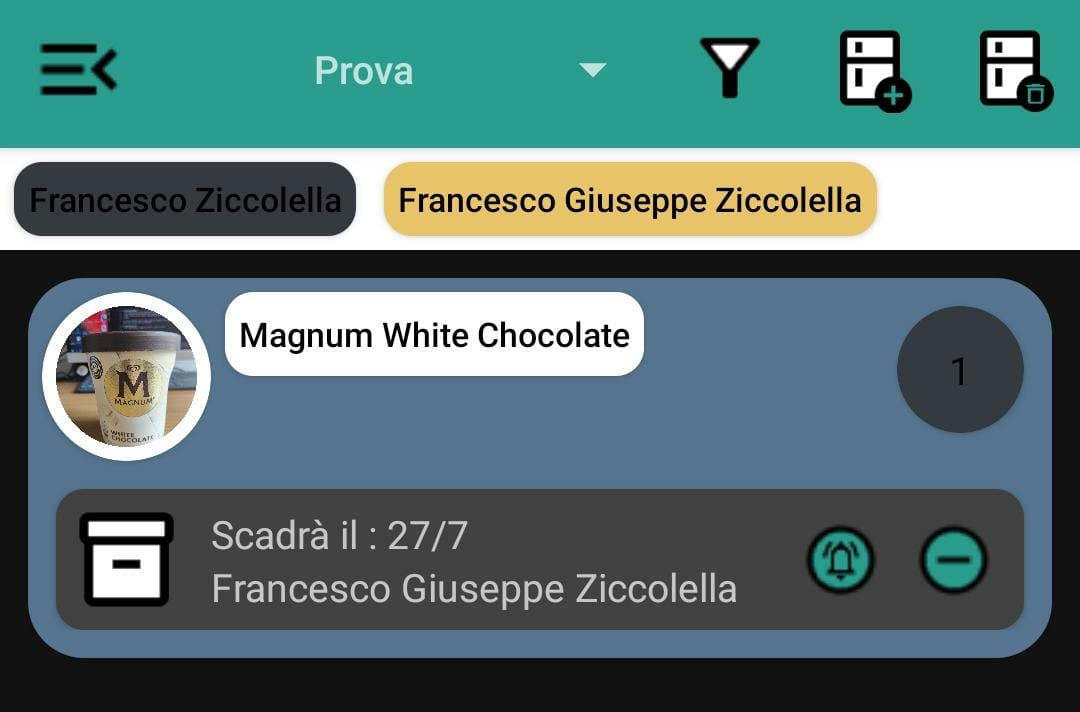 Prova
Francesco Ziccolella
Francesco Giuseppe Ziccolella
Magnum White Chocolate
1
M
MAGNUM
WHITE
CHOCOLATE
Scadrà il : 27/7
Francesco Giuseppe Ziccolella